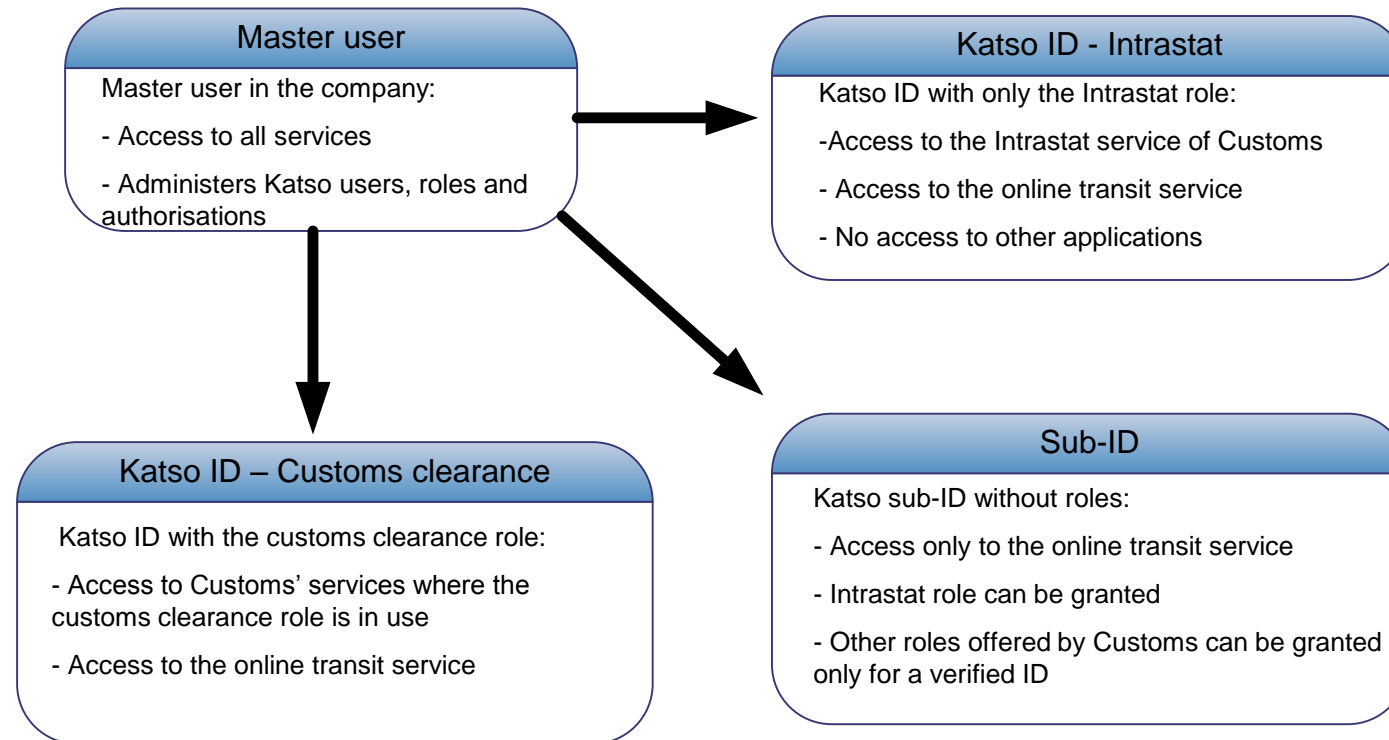 Master user
Master user in the company:
- Access to all services
- Administers Katso users, roles and
authorisations
Katso ID - Intrastat
Katso ID with only the Intrastat role:
-Access to the Intrastat service of Customs
- Access to the online transit service
- No access to other applications
Katso ID – Customs clearance
Katso ID with the customs clearance role:
- Access to Customs’ services where the
customs clearance role is in use
- Access to the online transit service
Sub-ID
Katso sub-ID without roles:
- Access only to the online transit service
- Intrastat role can be granted
- Other roles offered by Customs can be granted
only for a verified ID